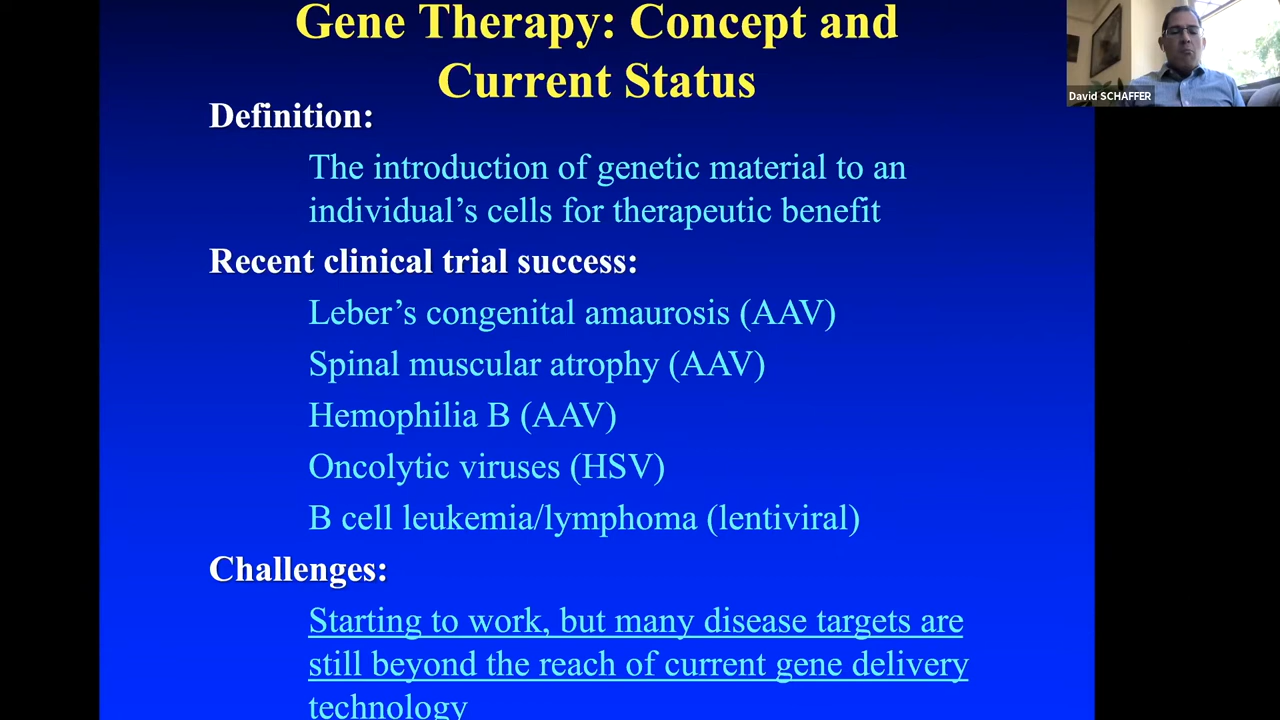 Gene Therapy: Concept and
Current Status
David SCHAFFER
Definition:
The introduction of genetic material to an
individual’s cells for therapeutic benefit
Recent clinical trial success:
Leber’s congenital amaurosis (AAV)
Spinal muscular atrophy (AAV)
Hemophilia B (AAV)
Oncolytic viruses (HSV)
B cell leukemia/lymphoma (lentiviral)
Challenges:
Starting to work, but many disease targets are
still beyond the reach of current gene delivery
technology